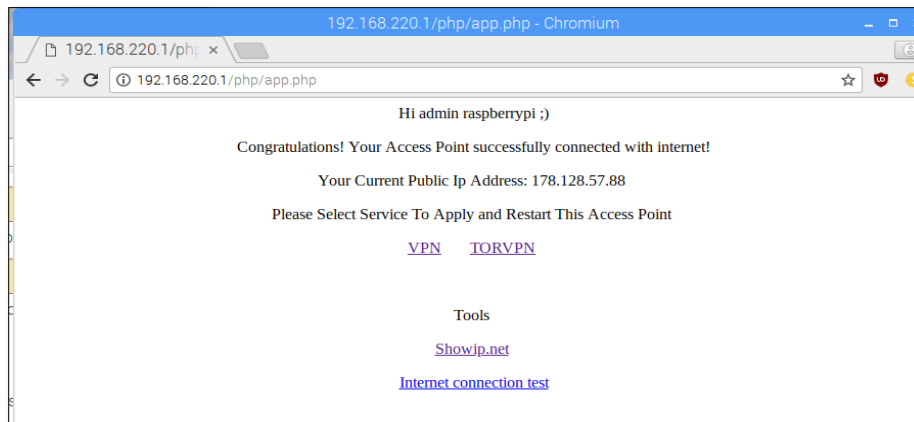 192.168.220.1/php/app.php - Chromium
192.168.220.1/php
192.168.220.1/php/app.php
Hi admin raspberrypi ;)
Congratulations! Your Access Point successfully connected with internet!
Your Current Public Ip Address: 178.128.57.88
Please Select Service To Apply and Restart This Access Point
VPN TORVPN
Tools
Showip.net
Internet connection test